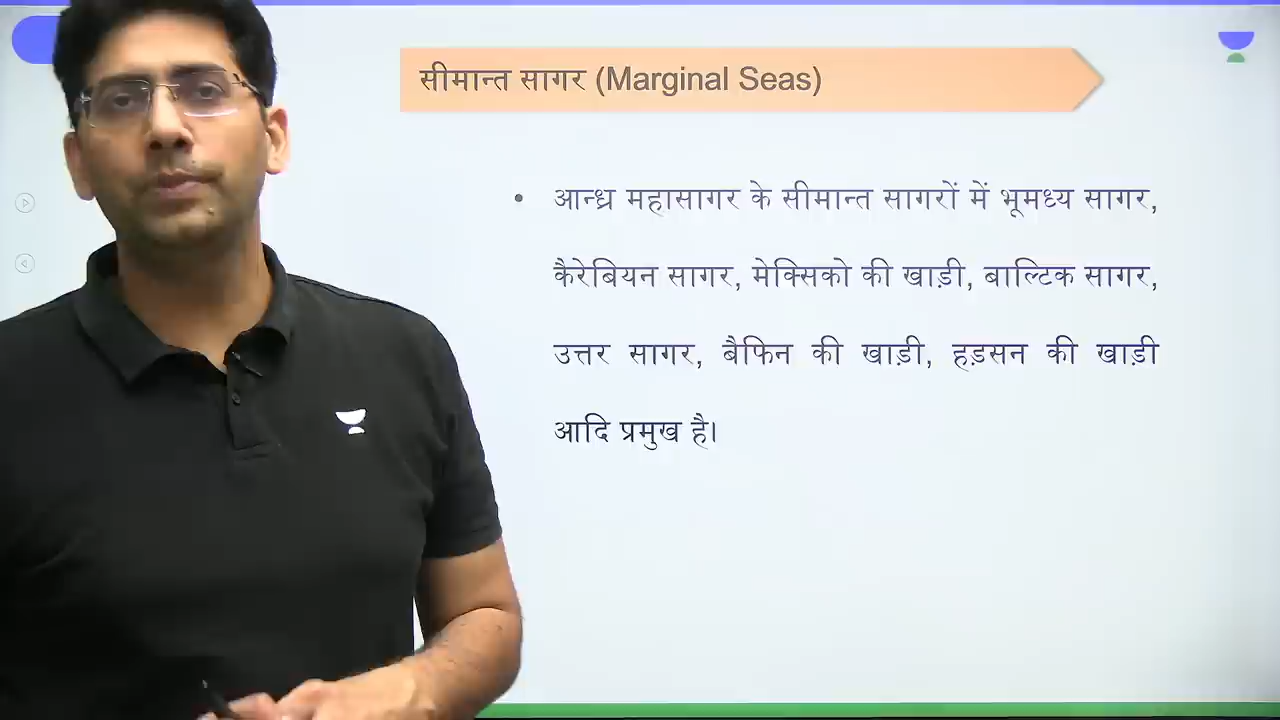 सीमान्त सागर (Marginal Seas)
• आन्ध्र महासागर के सीमान्त सागरों में भूमध्य सागर,
कैरेबियन सागर, मेक्सिको की खाड़ी, बाल्टिक सागर,
उत्तर सागर, बैफिन की खाड़ी, हड़सन की खाड़ी
आदि प्रमुख है।